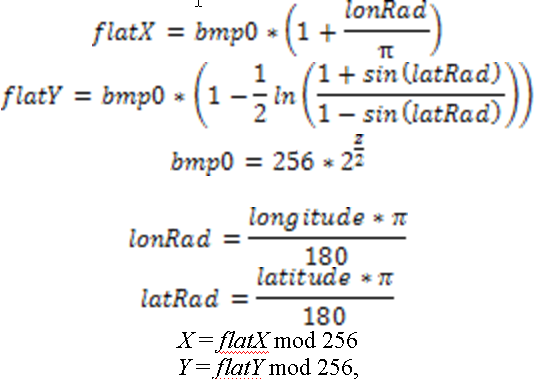 flatX = bmp0 * (1 + lonRad / π)
flatY = bmp0 * (1 − 1/2 ln((1 + sin(latRad)) / (1 − sin(latRad))))
bmp0 = 256 * 2^(z/2)
lonRad = longitude * π / 180
latRad = latitude * π / 180
X = flatX mod 256
Y = flatY mod 256,